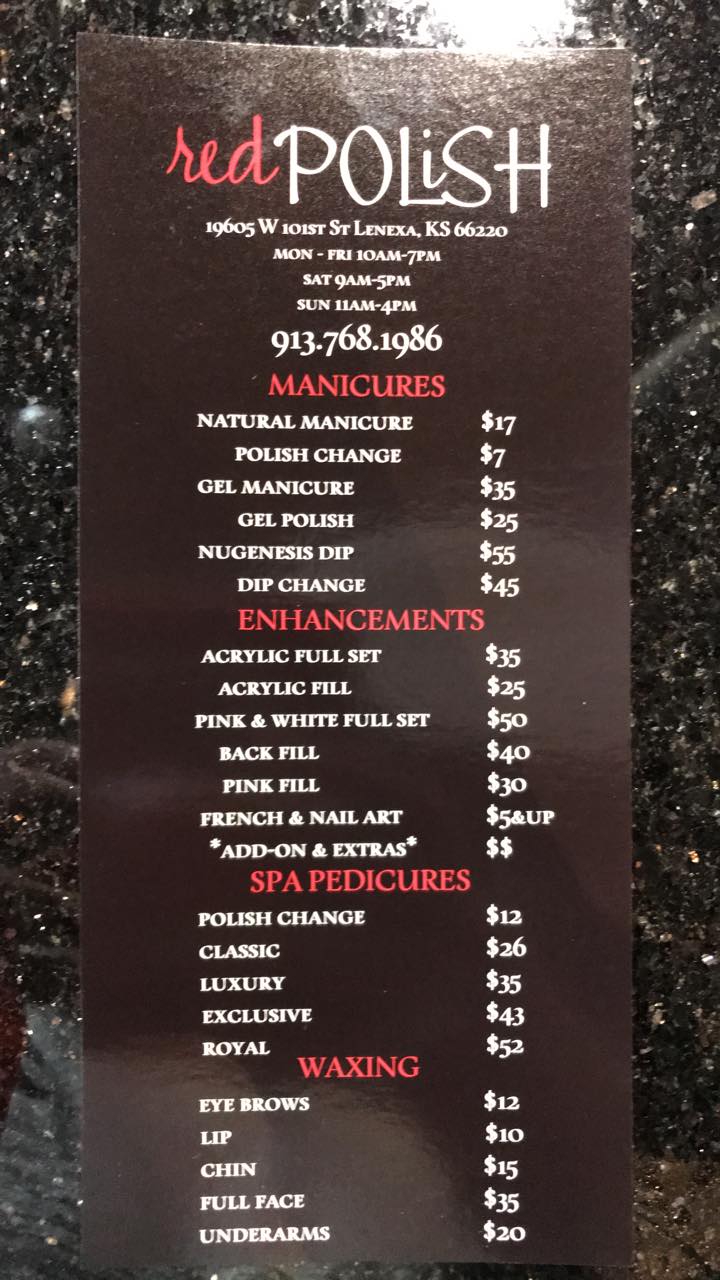 red POLiSH
19605 W 101ST ST LENEXA, KS 66220
MON - FRI 10AM-7PM
SAT 9AM-5PM
SUN 11AM-4PM
913.768.1986
MANICURES
NATURAL MANICURE $17
POLISH CHANGE $7
GEL MANICURE $35
GEL POLISH $25
NUGENESIS DIP $55
DIP CHANGE $45
ENHANCEMENTS
ACRYLIC FULL SET $35
ACRYLIC FILL $25
PINK & WHITE FULL SET $50
BACK FILL $40
PINK FILL $30
FRENCH & NAIL ART $5&UP
*ADD-ON & EXTRAS* $$
SPA PEDICURES
POLISH CHANGE $12
CLASSIC $26
LUXURY $35
EXCLUSIVE $43
ROYAL $52
WAXING
EYE BROWS $12
LIP $10
CHIN $15
FULL FACE $35
UNDERARMS $20